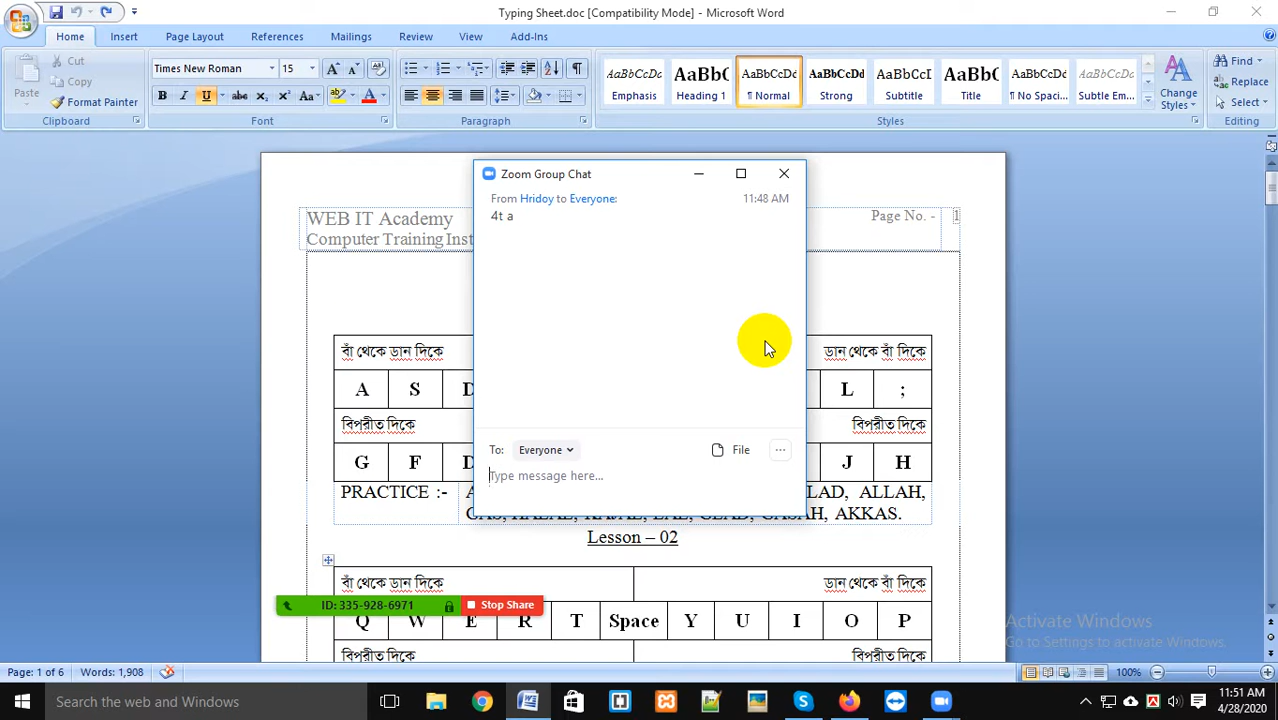 Typing Sheet.doc [Compatibility Mode] - Microsoft Word
Home Insert Page Layout References Mailings Review View Add-Ins
Paste
Cut
Copy
Format Painter
Clipboard
Times New Roman 15
Font
Paragraph
AaBbCcDc AaBbC AaBbCcDc AaBbCcDd AaBbCcI AaBbC AaBbCcDc AaBbCcDc
Emphasis Heading 1 ¶ Normal Strong Subtitle Title ¶ No Spaci... Subtle Em...
Change Styles
Styles
Find
Replace
Select
Editing
WEB IT Academy
Computer Training Inst
Page No. - 1
Zoom Group Chat
From Hridoy to Everyone: 11:48 AM
4t a
To: Everyone File
Type message here...
বাঁ থেকে ডান দিকে ডান থেকে বাঁ দিকে
A S D L ;
বিপরীত দিকে বিপরীত দিকে
G F D J H
PRACTICE :- LAD, ALLAH,
AKKAS.
Lesson – 02
বাঁ থেকে ডান দিকে ডান থেকে বাঁ দিকে
ID: 335-928-6971 Stop Share
Q W E R T Space Y U I O P
বিপরীত দিকে বিপরীত দিকে
Activate Windows
Go to Settings to activate Windows.
Page: 1 of 6 Words: 1,908 100%
Search the web and Windows
11:51 AM
4/28/2020